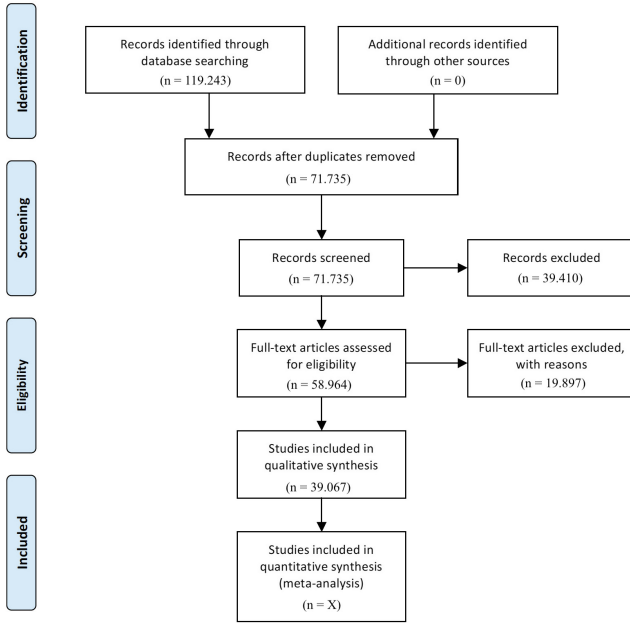 Identification
Records identified through
database searching
(n = 119.243)
Additional records identified
through other sources
(n = 0)
Records after duplicates removed
(n = 71.735)
Screening
Records screened
(n = 71.735)
Records excluded
(n = 39.410)
Eligibility
Full-text articles assessed
for eligibility
(n = 58.964)
Full-text articles excluded,
with reasons
(n = 19.897)
Studies included in
qualitative synthesis
(n = 39.067)
Included
Studies included in
quantitative synthesis
(meta-analysis)
(n = X)